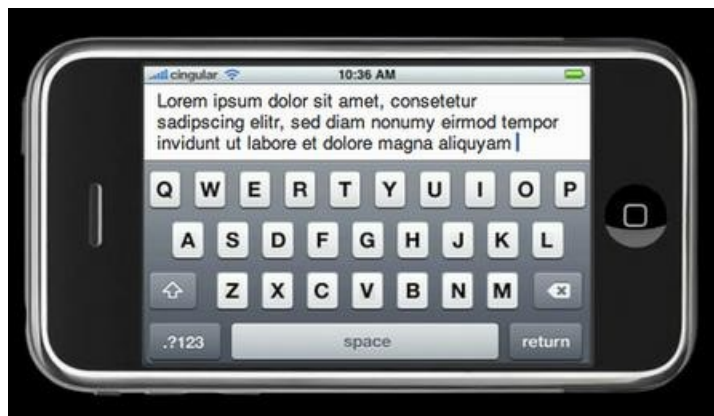 cingular 10:36 AM
Lorem ipsum dolor sit amet, consetetur
sadipscing elitr, sed diam nonumy eirmod tempor
invidunt ut labore et dolore magna aliquyam
Q W E R T Y U I O P
A S D F G H J K L
Z X C V B N M
.?123 space return